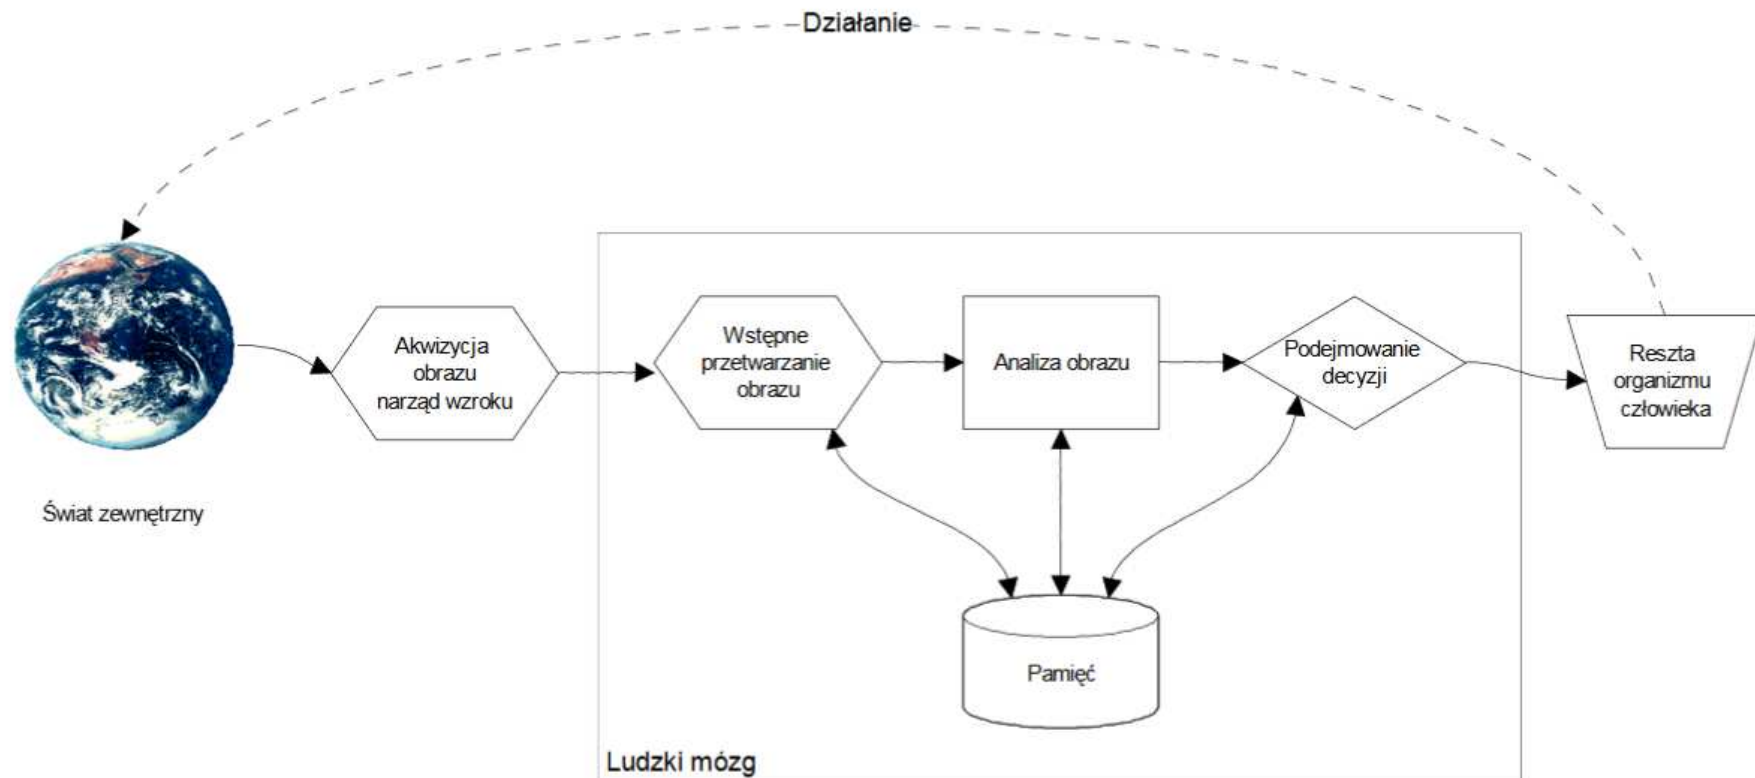 Działanie
Świat zewnętrzny
Akwizycja
obrazu
narząd wzroku
Wstępne
przetwarzanie
obrazu
Analiza obrazu
Podejmowanie
decyzji
Reszta
organizmu
człowieka
Pamięć
Ludzki mózg